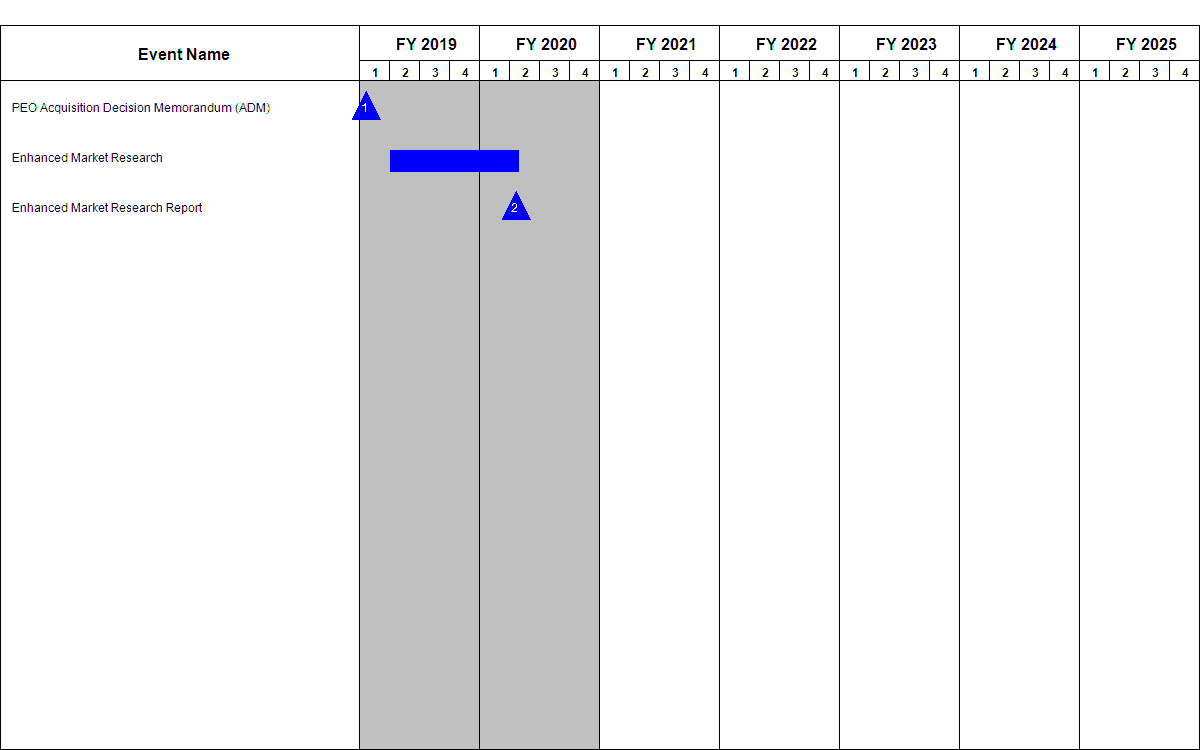 Event Name FY 2019 FY 2020 FY 2021 FY 2022 FY 2023 FY 2024 FY 2025
1 2 3 4 1 2 3 4 1 2 3 4 1 2 3 4 1 2 3 4 1 2 3 4 1 2 3 4
PEO Acquisition Decision Memorandum (ADM) 1
Enhanced Market Research
Enhanced Market Research Report 2